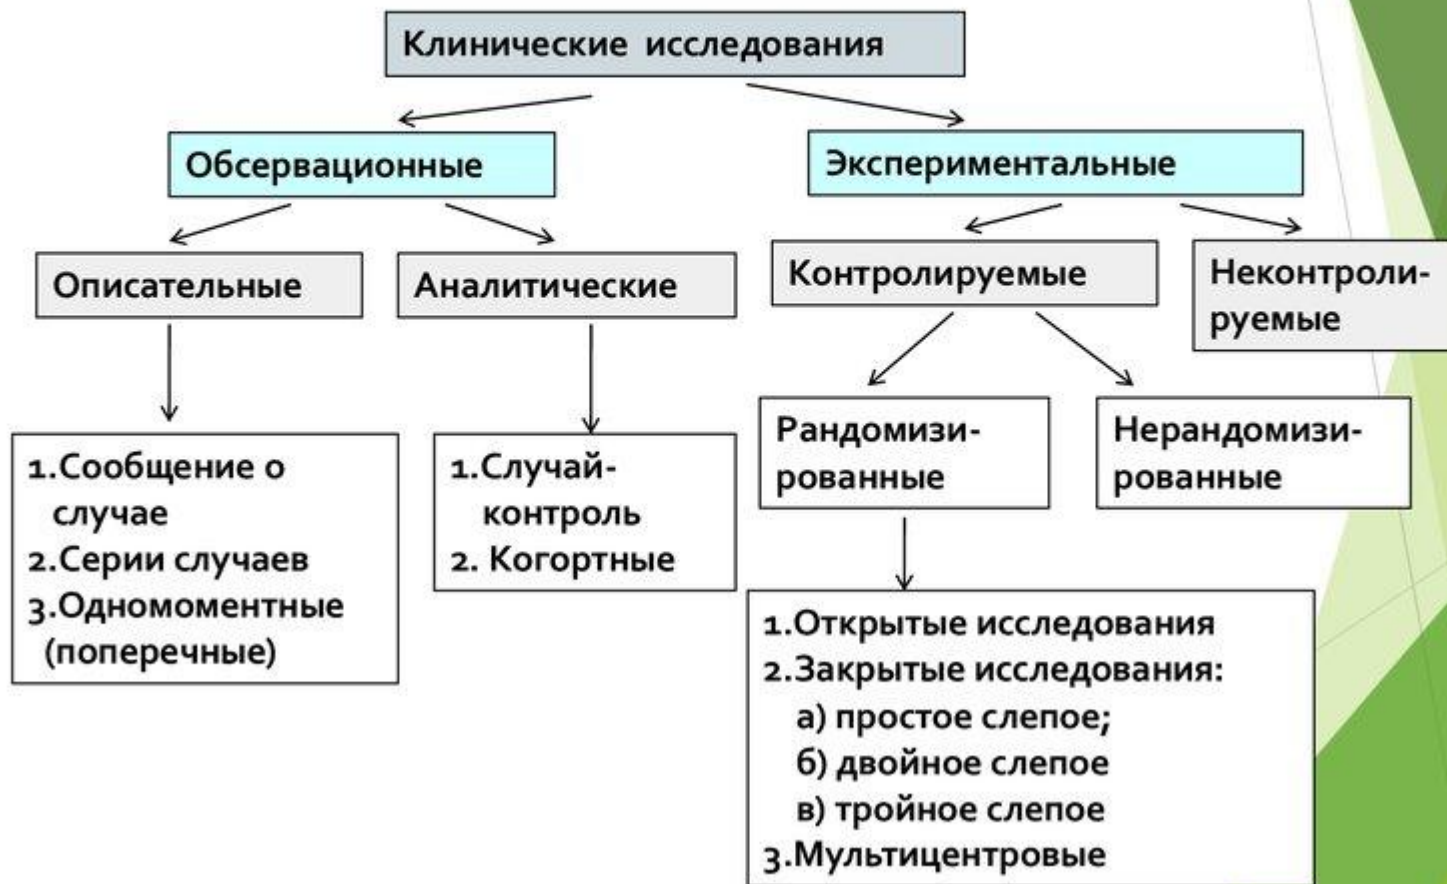 Клинические исследования
Обсервационные
Экспериментальные
Описательные
Аналитические
Контролируемые
Неконтроли-
руемые
1.Сообщение о
случае
2.Серии случаев
3.Одномоментные
(поперечные)
1.Случай-
контроль
2. Когортные
Рандомизи-
рованные
Нерандомизи-
рованные
1.Открытые исследования
2.Закрытые исследования:
а) простое слепое;
б) двойное слепое
в) тройное слепое
3.Мультицентровые